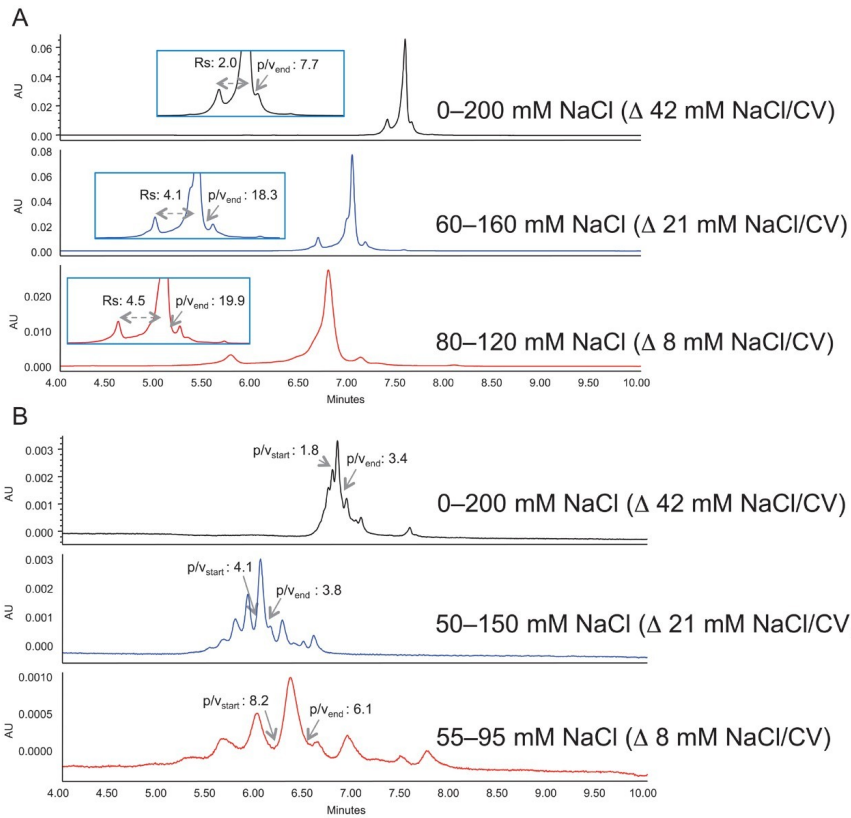 A
0.06
0.04
0.02
0.00
AU
Rs: 2.0
p/vend : 7.7
0–200 mM NaCl (Δ 42 mM NaCl/CV)
0.08
0.06
0.04
0.02
0.00
AU
Rs: 4.1
p/vend : 18.3
60–160 mM NaCl (Δ 21 mM NaCl/CV)
0.020
0.010
0.000
AU
Rs: 4.5
p/vend : 19.9
80–120 mM NaCl (Δ 8 mM NaCl/CV)
4.00 5.00 5.50 6.50 7.00 7.50 8.50 9.00 9.50 10.00
Minutes
B
0.003
0.002
0.001
0.000
AU
p/vstart : 1.8
p/vend: 3.4
0–200 mM NaCl (Δ 42 mM NaCl/CV)
0.003
0.002
0.001
0.000
AU
p/vstart : 4.1
p/vend : 3.8
50–150 mM NaCl (Δ 21 mM NaCl/CV
0.0010
0.0005
0.0000
AU
p/vstart : 8.2
p/vend : 6.1
55–95 mM NaCl (Δ 8 mM NaCl/CV)
4.00 5.00 5.50 6.00 6.50 7.00 7.50 8.00 8.50 9.00 9.50 10.00
Minutes